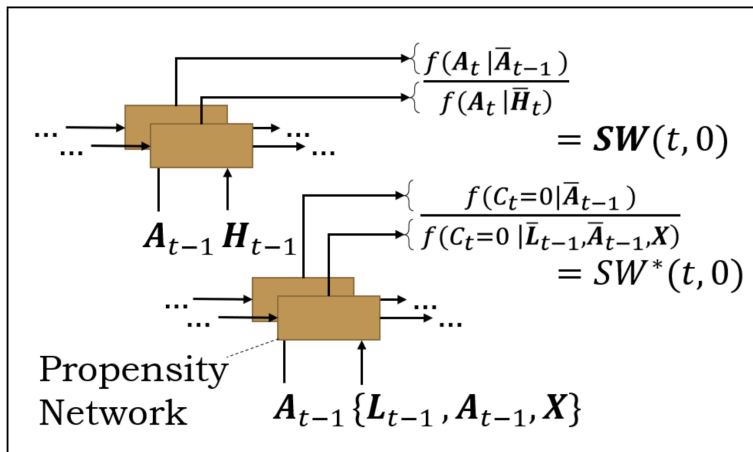 f(A_t | Ā_{t−1})
f(A_t | H̄_t)
= SW(t, 0)
... ...
... ...
A_{t−1} H_{t−1}
f(C_t=0|Ā_{t−1})
f(C_t=0 |L̄_{t−1},Ā_{t−1},X)
= SW*(t, 0)
... ...
... ...
Propensity
Network
A_{t−1} {L_{t−1}, A_{t−1}, X}